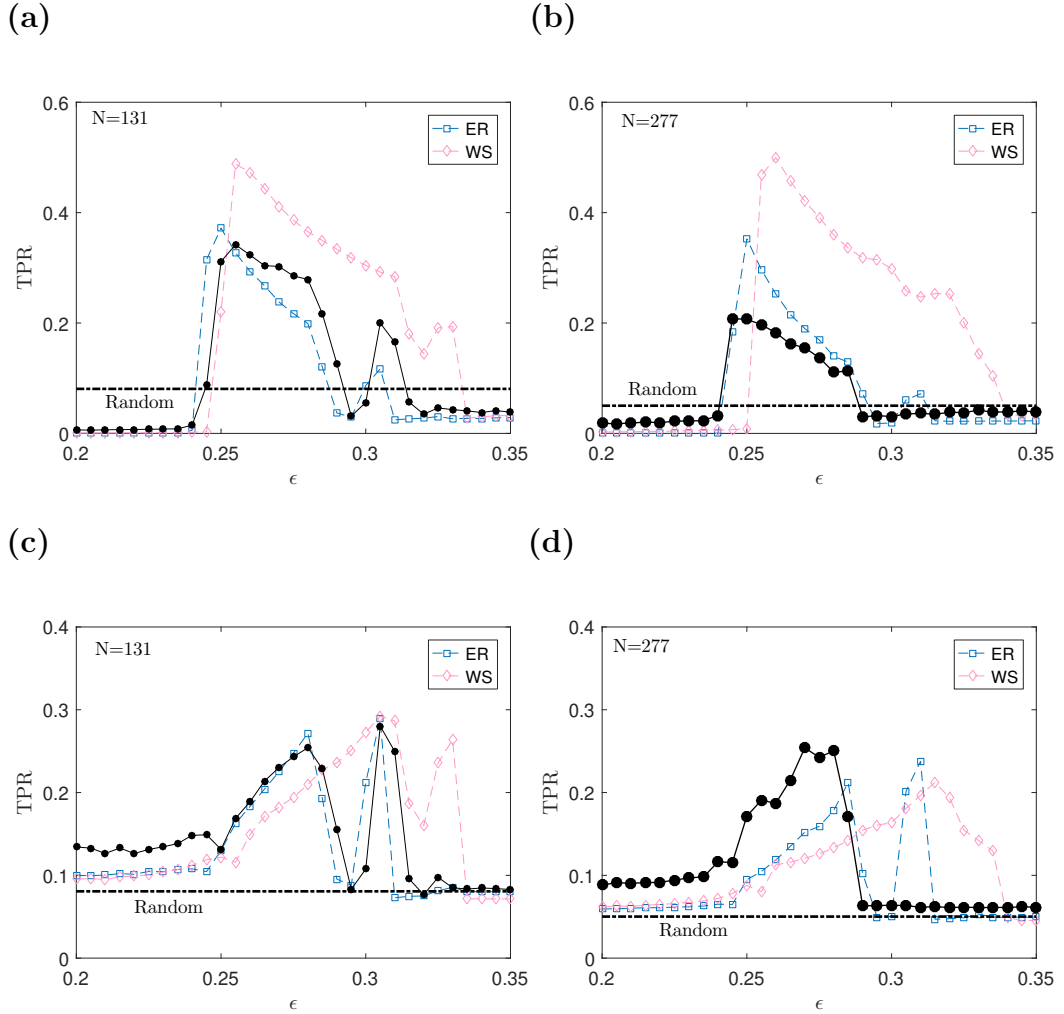 (a)
N=131
ER
WS
Random
TPR
0
0.2
0.4
0.6
0.2
0.25
0.3
0.35
ϵ
(b)
N=277
ER
WS
Random
TPR
0
0.2
0.4
0.6
0.2
0.25
0.3
0.35
ϵ
(c)
N=131
ER
WS
Random
TPR
0
0.1
0.2
0.3
0.4
0.2
0.25
0.3
0.35
ϵ
(d)
N=277
ER
WS
Random
TPR
0
0.1
0.2
0.3
0.4
0.2
0.25
0.3
0.35
ϵ